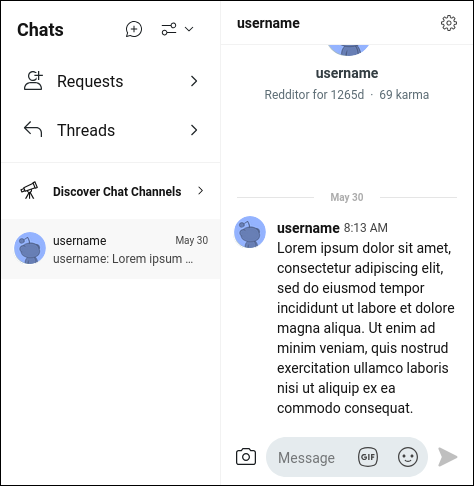 Chats
Requests
Threads
Discover Chat Channels
username May 30
username: Lorem ipsum ...
username
username
Redditor for 1265d · 69 karma
May 30
username 8:13 AM
Lorem ipsum dolor sit amet,
consectetur adipiscing elit,
sed do eiusmod tempor
incididunt ut labore et dolore
magna aliqua. Ut enim ad
minim veniam, quis nostrud
exercitation ullamco laboris
nisi ut aliquip ex ea
commodo consequat.
Message GIF